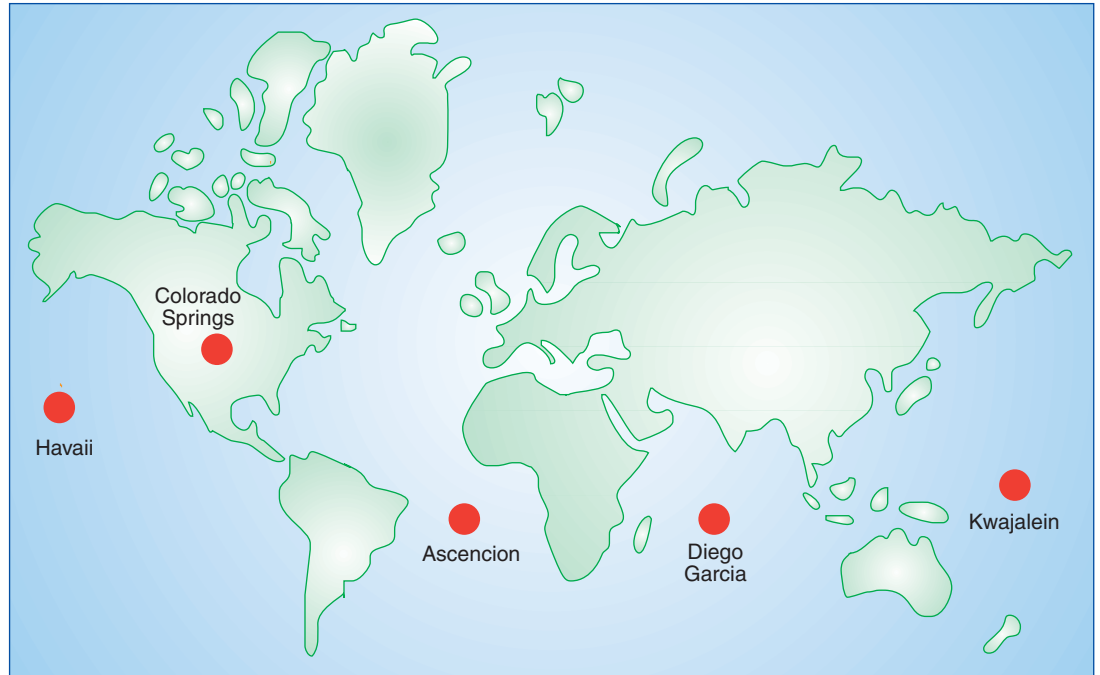 Colorado
Springs
Havaii
Ascencion
Diego
Garcia
Kwajalein